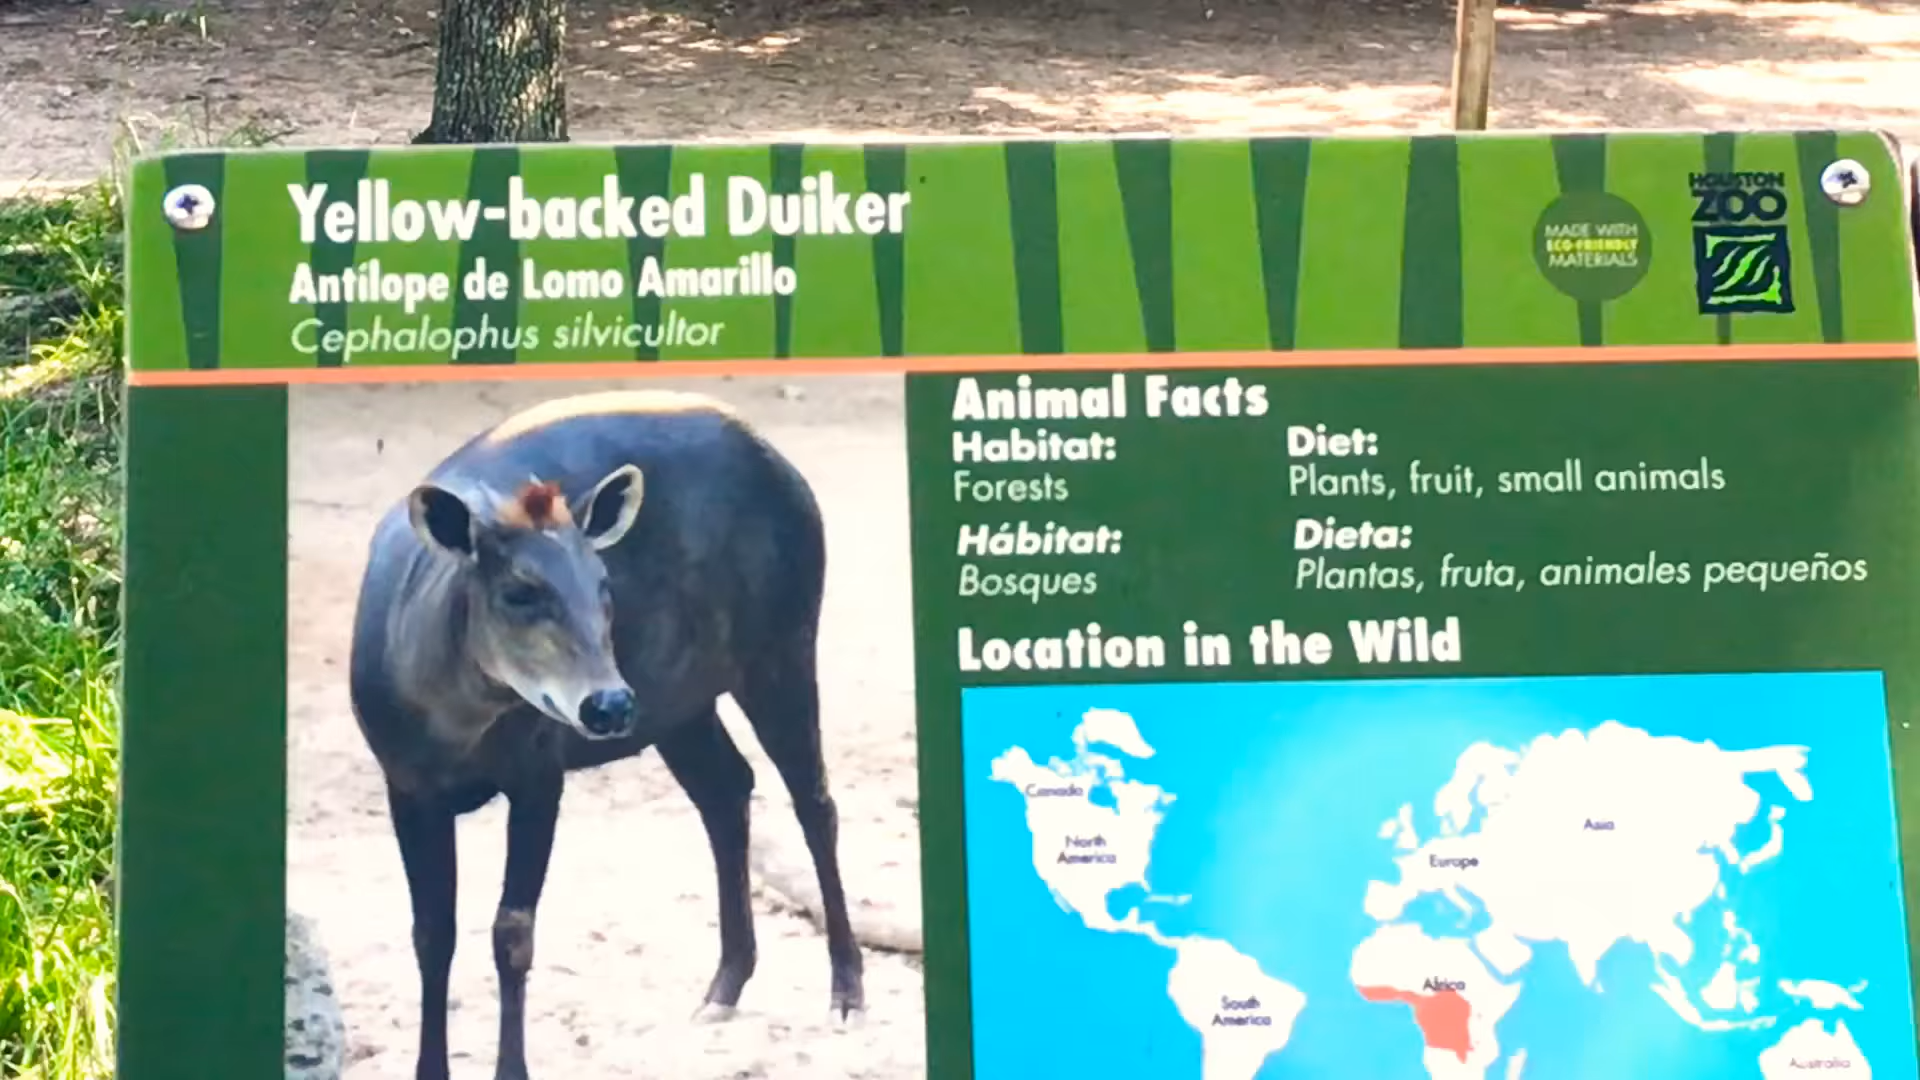 Yellow-backed Duiker
Antílope de Lomo Amarillo
Cephalophus silvicultor
MADE WITH
ECO-FRIENDLY
MATERIALS
HOUSTON
ZOO
Animal Facts
Habitat:
Forests
Diet:
Plants, fruit, small animals
Hábitat:
Bosques
Dieta:
Plantas, fruta, animales pequeños
Location in the Wild
Canada
North
America
Europe
Asia
Africa
South
America
Australia